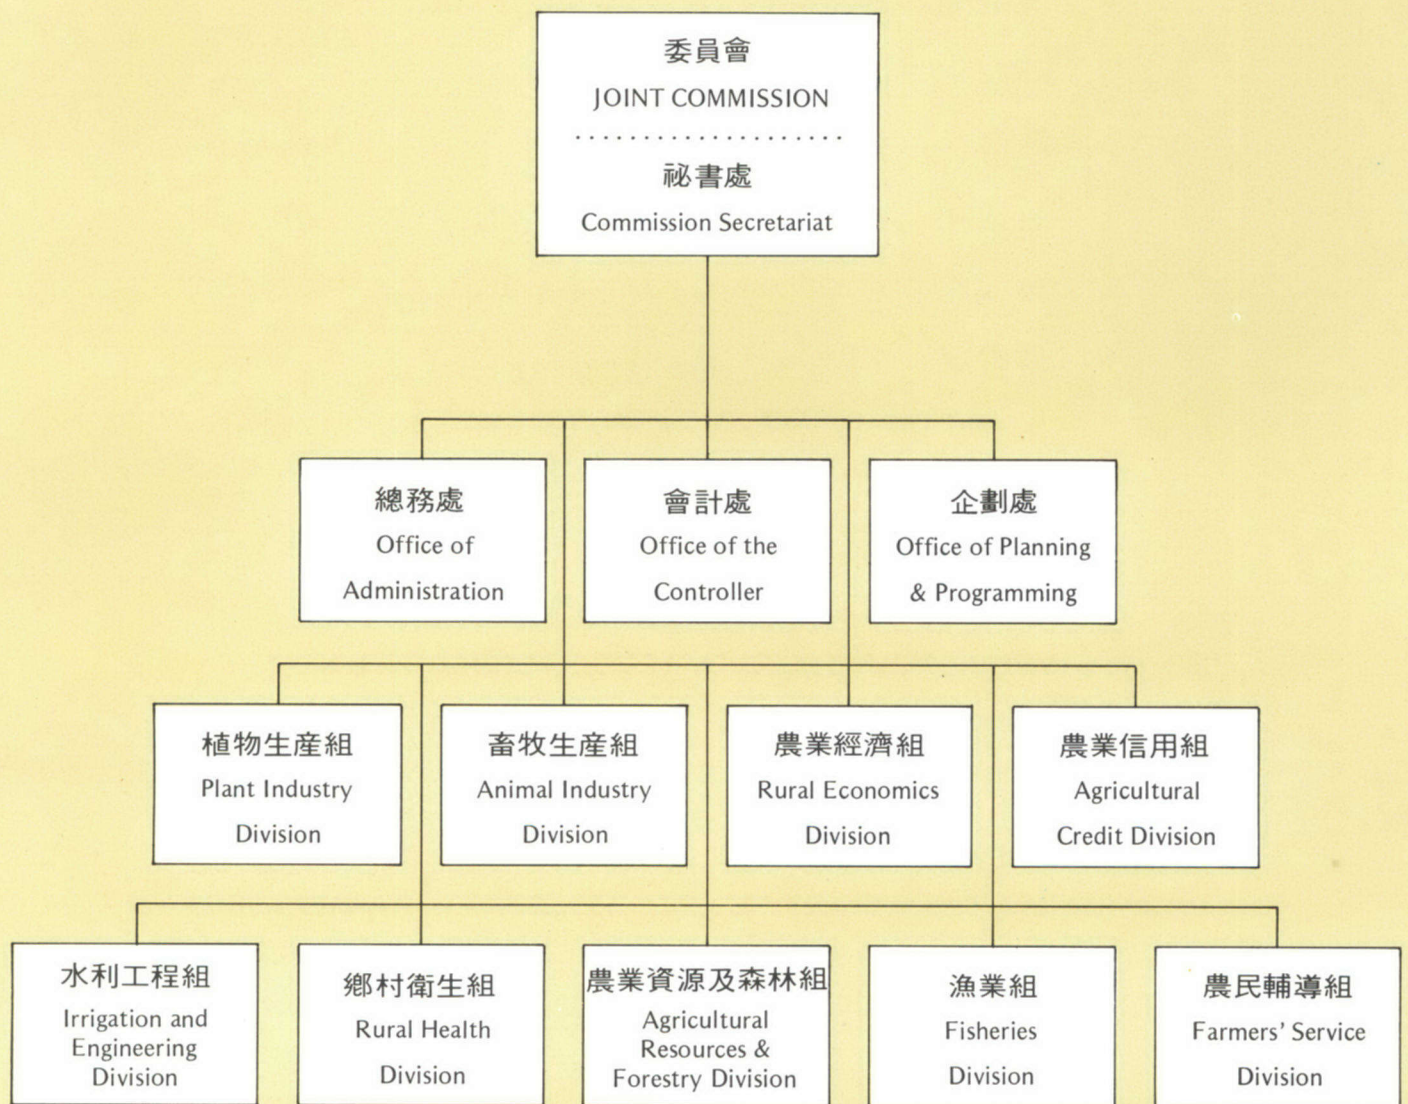 委員會
JOINT COMMISSION
祕書處
Commission Secretariat
總務處
Office of
Administration
會計處
Office of the
Controller
企劃處
Office of Planning
& Programming
植物生産組
Plant Industry
Division
畜牧生産組
Animal Industry
Division
農業經濟組
Rural Economics
Division
農業信用組
Agricultural
Credit Division
水利工程組
Irrigation and
Engineering
Division
鄉村衛生組
Rural Health
Division
農業資源及森林組
Agricultural
Resources &
Forestry Division
漁業組
Fisheries
Division
農民輔導組
Farmers' Service
Division